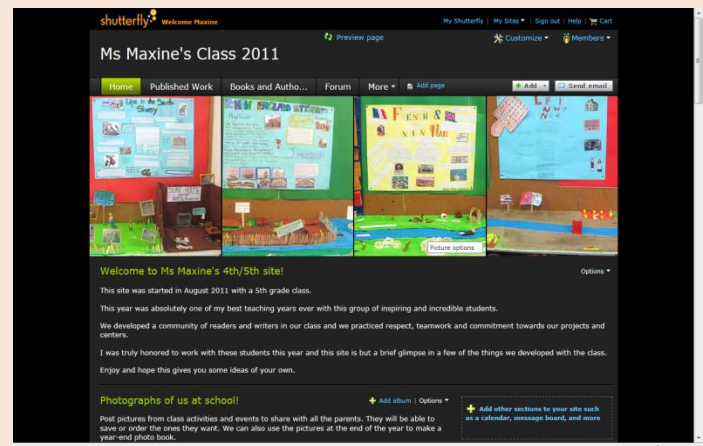 shutterfly Welcome Maxine
My Shutterfly | My Sites | Sign out | Help | Cart
Preview page
Customize Members
Ms Maxine's Class 2011
Home Published Work Books and Autho... Forum More Add page + Add Send email
Picture options
Welcome to Ms Maxine's 4th/5th site!
Options
This site was started in August 2011 with a 5th grade class.
This year was absolutely one of my best teaching years ever with this group of inspiring and incredible students.
We developed a community of readers and writers in our class and we practiced respect, teamwork and commitment towards our projects and
centers.
I was truly honored to work with these students this year and this site is but a brief glimpse in a few of the things we developed with the class.
Enjoy and hope this gives you some ideas of your own.
Photographs of us at school!
Add album | Options
Post pictures from class activities and events to share with all the parents. They will be able to
save or order the ones they want. We can also use the pictures at the end of the year to make a
year-end photo book.
Add other sections to your site such
as a calendar, message board, and more